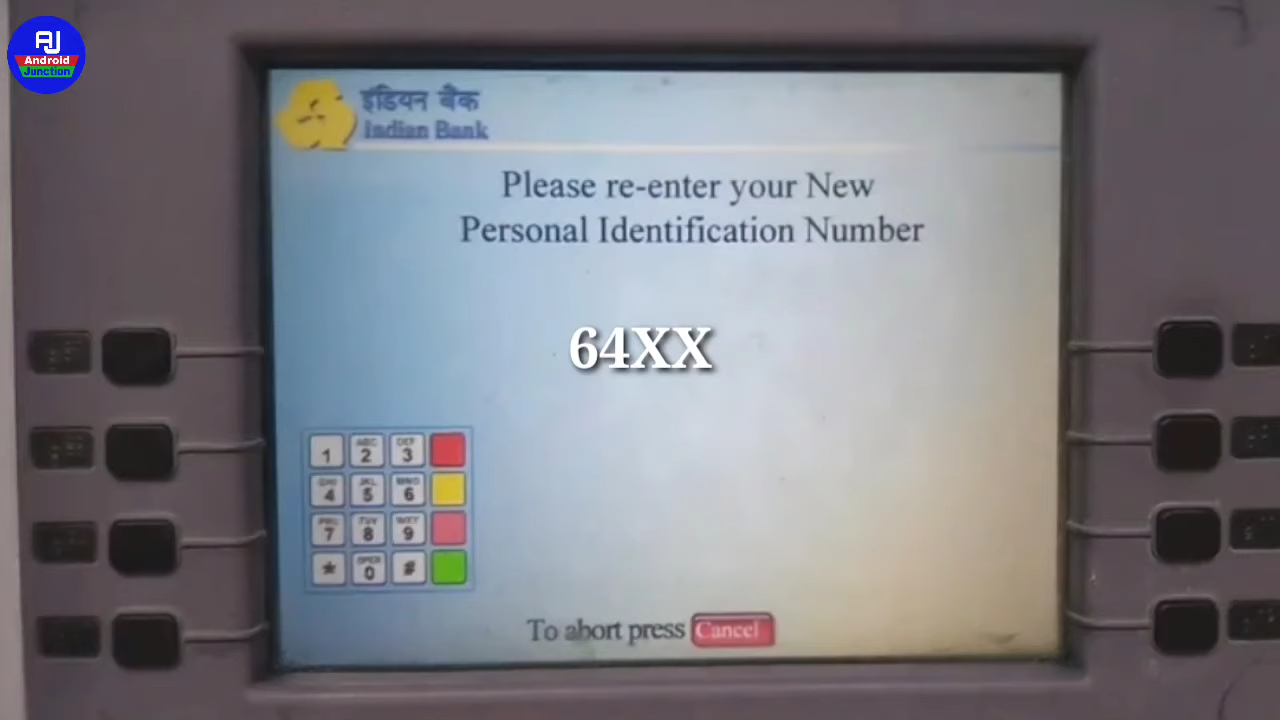 AJ
Android
Junction
इंडियन बैंक
Indian Bank
Please re-enter your New
Personal Identification Number
64XX
1 ABC 2 DEF 3
GHI 4 JKL 5 MNO 6
7 TUV 8 WXY 9
* OPER 0 #
To abort press Cancel